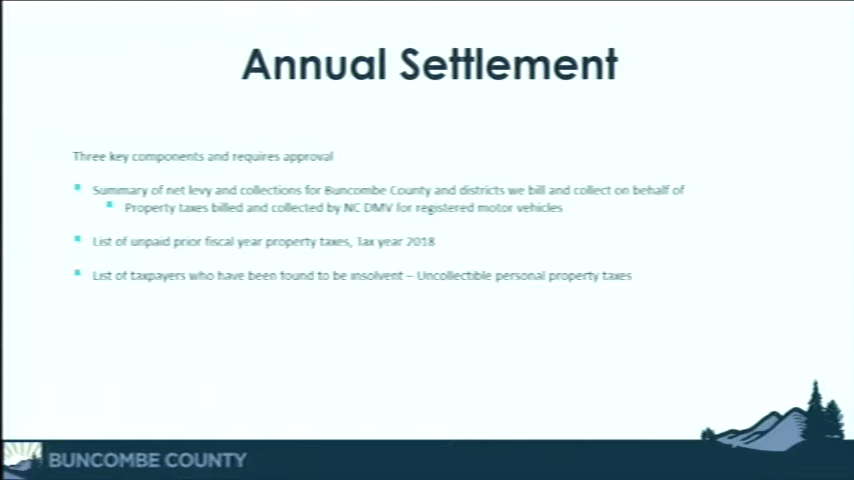 Annual Settlement
Three key components and requires approval
Summary of net levy and collections for Buncombe County and districts we bill and collect on behalf of
Property taxes billed and collected by NC DMV for registered motor vehicles
List of unpaid prior fiscal year property taxes, Tax year 2018
List of taxpayers who have been found to be insolvent – Uncollectible personal property taxes
BUNCOMBE COUNTY